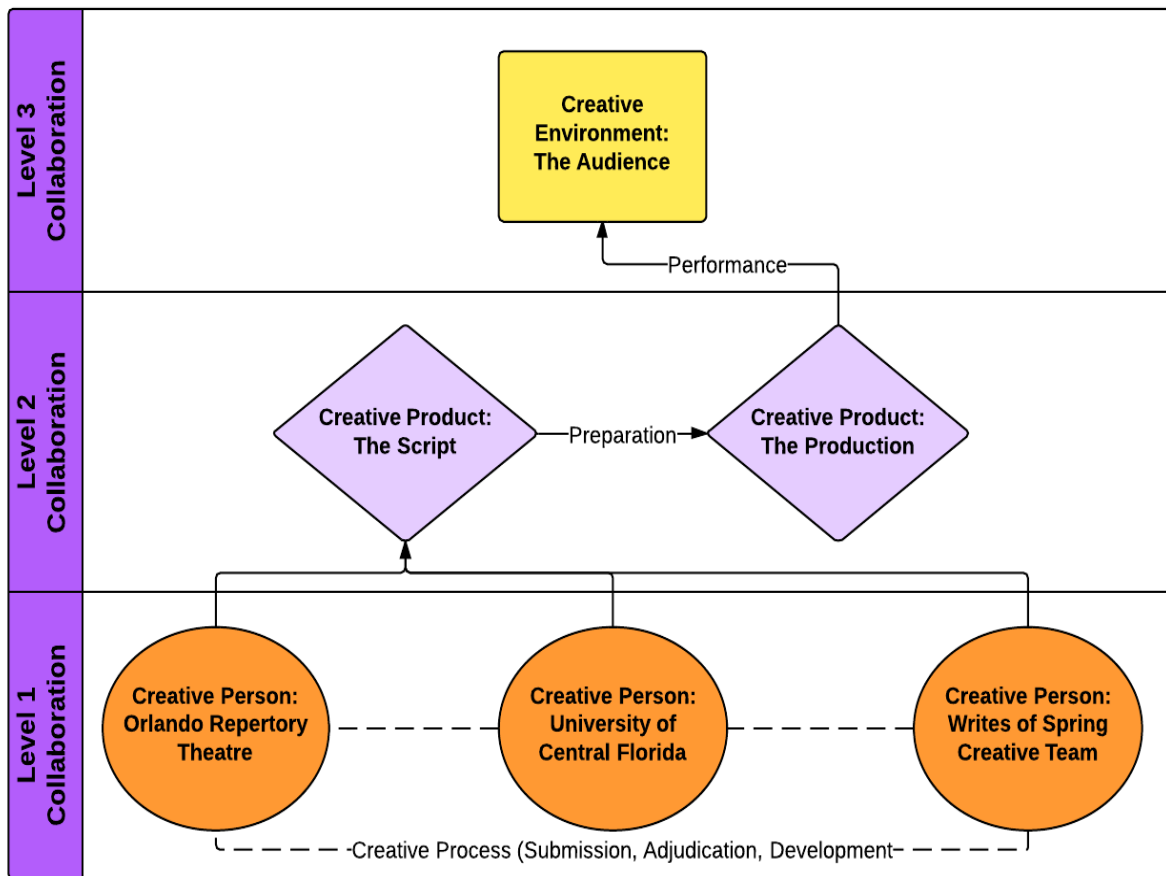 Level 3
Collaboration
Creative
Environment:
The Audience
Performance
Level 2
Collaboration
Creative Product:
The Script
Preparation
Creative Product:
The Production
Level 1
Collaboration
Creative Person:
Orlando Repertory
Theatre
Creative Person:
University of
Central Florida
Creative Person:
Writes of Spring
Creative Team
Creative Process (Submission, Adjudication, Development